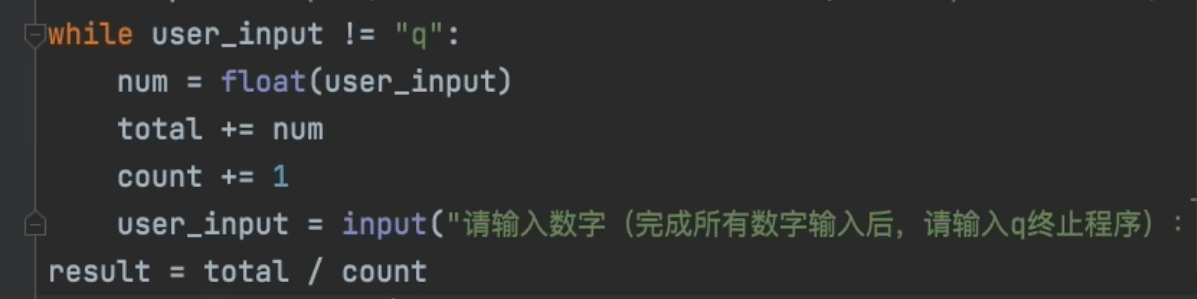 while user_input != "q":
    num = float(user_input)
    total += num
    count += 1
    user_input = input("请输入数字（完成所有数字输入后，请输入q终止程序）：
result = total / count